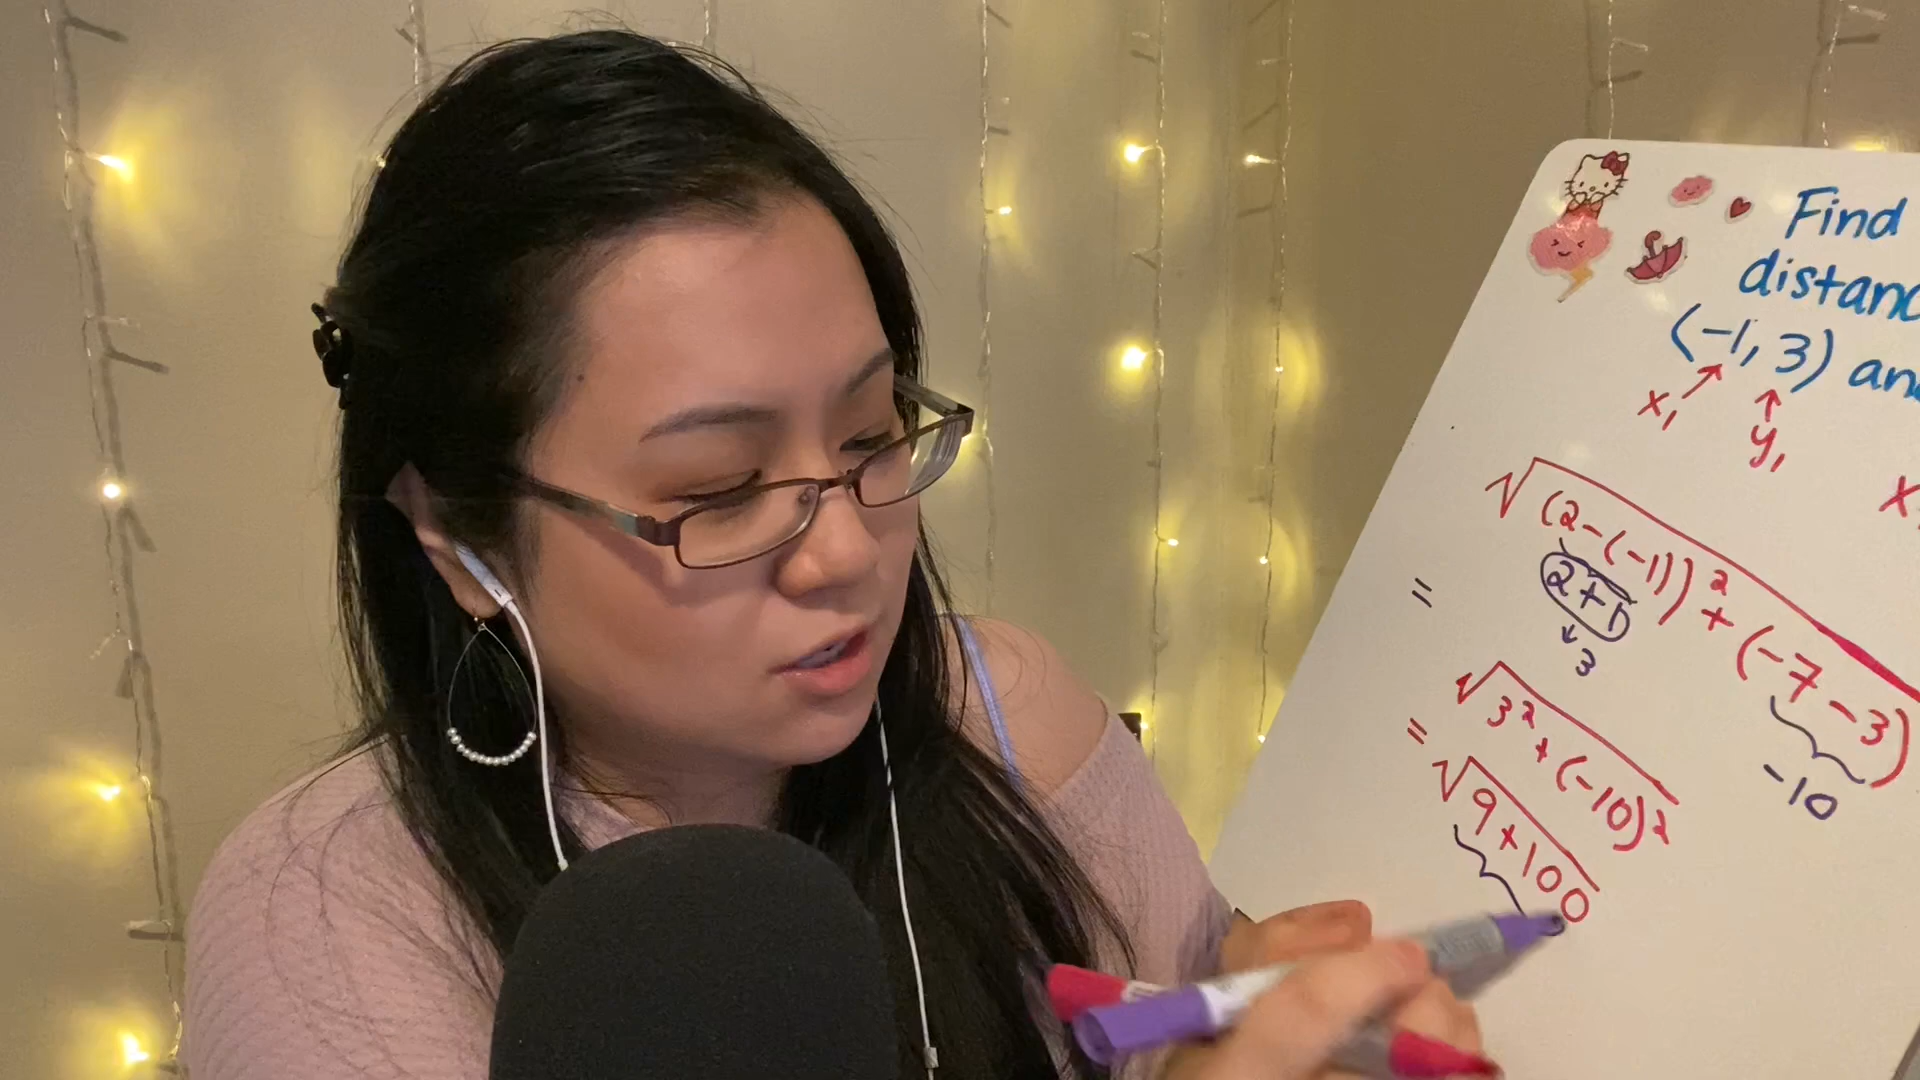 Find
distanc
(-1, 3) and
x₁ y₁
x
√(2-(-1))² + (-7-3)
= 2+1
3
-10
= √3² + (-10)²
√9+100